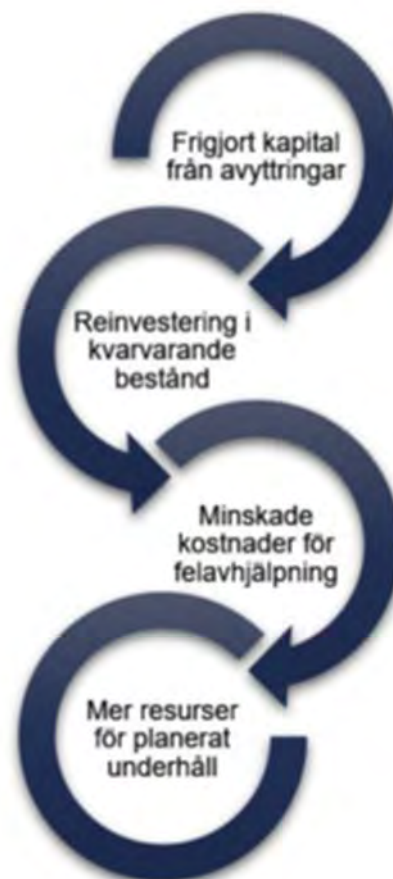 Frigjort kapital
från avyttringar
Reinvestering i
kvarvarande
bestånd
Minskade
kostnader för
felavhjälpning
Mer resurser
för planerat
underhåll